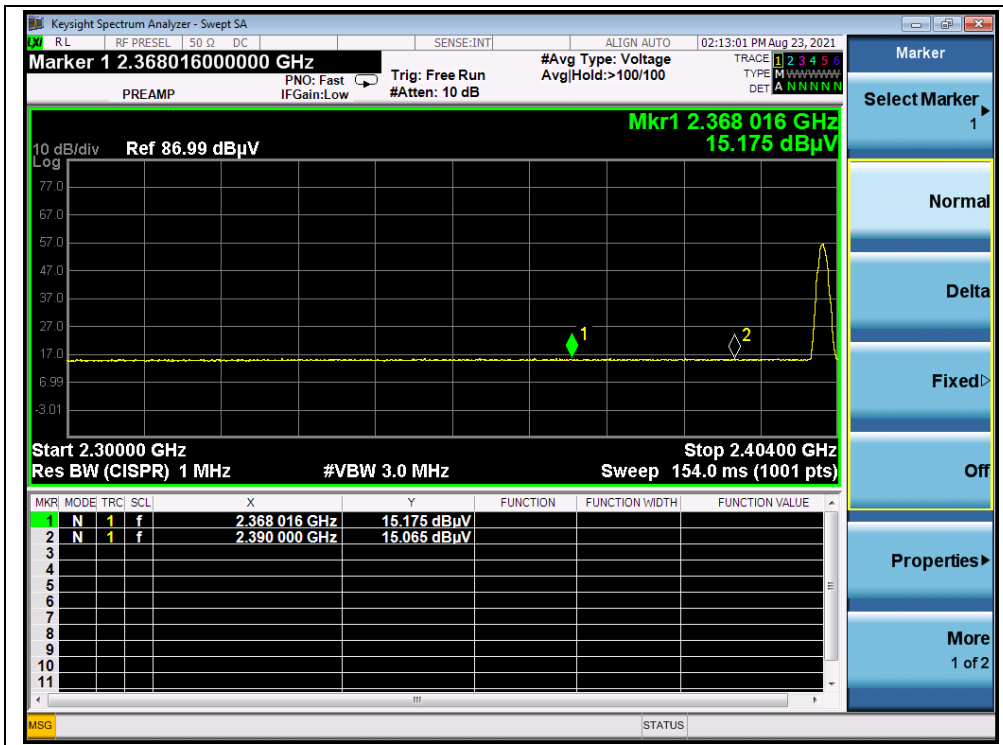 Keysight Spectrum Analyzer - Swept SA
LXI RL RF PRESEL 50 Ω DC SENSE:INT ALIGN AUTO 02:13:01 PM Aug 23, 2021
Marker 1 2.368016000000 GHz
PREAMP
PNO: Fast
IFGain:Low
Trig: Free Run
#Atten: 10 dB
#Avg Type: Voltage
Avg|Hold:>100/100
TRACE 1 2 3 4 5 6
TYPE M WWWWW
DET A N N N N N
Mkr1 2.368 016 GHz
15.175 dBµV
10 dB/div Ref 86.99 dBµV
Log
77.0
67.0
57.0
47.0
37.0
27.0
17.0
6.99
-3.01
1
2
Start 2.30000 GHz Stop 2.40400 GHz
Res BW (CISPR) 1 MHz #VBW 3.0 MHz Sweep 154.0 ms (1001 pts)
MKR MODE TRC SCL X Y FUNCTION FUNCTION WIDTH FUNCTION VALUE
1 N 1 f 2.368 016 GHz 15.175 dBµV
2 N 1 f 2.390 000 GHz 15.065 dBµV
3
4
5
6
7
8
9
10
11
MSG STATUS
Marker
Select Marker
1
Normal
Delta
Fixed
Off
Properties
More
1 of 2